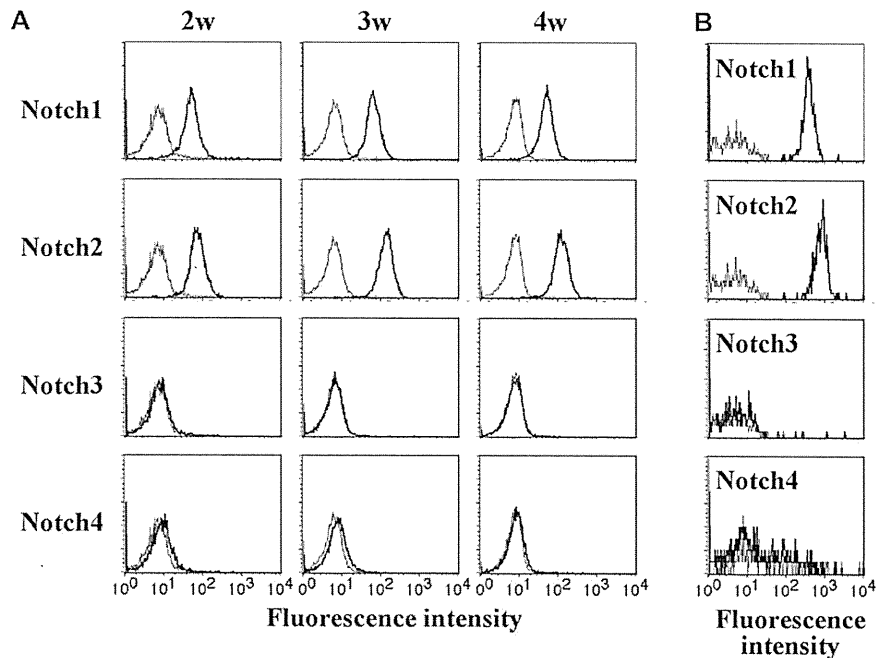 A
2w 3w 4w
Notch1
Notch2
Notch3
Notch4
10⁰ 10¹ 10² 10³ 10⁴
10⁰ 10¹ 10² 10³ 10⁴
10⁰ 10¹ 10² 10³ 10⁴
Fluorescence intensity
B
Notch1
Notch2
Notch3
Notch4
10⁰ 10¹ 10² 10³ 10⁴
Fluorescence
intensity